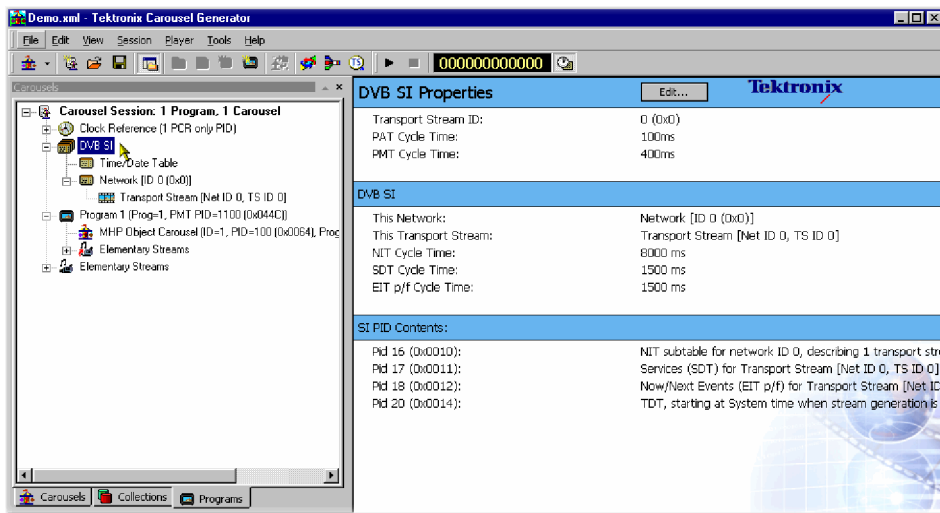 Demo.xml - Tektronix Carousel Generator
File Edit View Session Player Tools Help
TS 000000000000
Carousels
Carousel Session: 1 Program, 1 Carousel
Clock Reference (1 PCR only PID)
DVB SI
Time/Date Table
Network [ID 0 (0x0)]
Transport Stream [Net ID 0, TS ID 0]
Program 1 (Prog=1, PMT PID=1100 (0x044C))
MHP Object Carousel (ID=1, PID=100 (0x0064), Prog
Elementary Streams
Elementary Streams
Carousels Collections Programs
DVB SI Properties Edit... Tektronix
Transport Stream ID: 0 (0x0)
PAT Cycle Time: 100ms
PMT Cycle Time: 400ms
DVB SI
This Network: Network [ID 0 (0x0)]
This Transport Stream: Transport Stream [Net ID 0, TS ID 0]
NIT Cycle Time: 8000 ms
SDT Cycle Time: 1500 ms
EIT p/f Cycle Time: 1500 ms
SI PID Contents:
Pid 16 (0x0010): NIT subtable for network ID 0, describing 1 transport stre
Pid 17 (0x0011): Services (SDT) for Transport Stream [Net ID 0, TS ID 0]
Pid 18 (0x0012): Now/Next Events (EIT p/f) for Transport Stream [Net ID
Pid 20 (0x0014): TDT, starting at System time when stream generation is